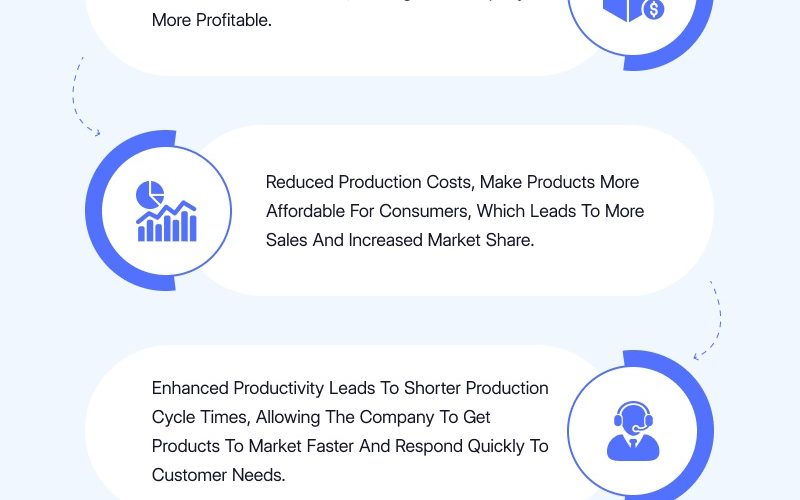 More Profitable.
Reduced Production Costs, Make Products More
Affordable For Consumers, Which Leads To More
Sales And Increased Market Share.
Enhanced Productivity Leads To Shorter Production
Cycle Times, Allowing The Company To Get
Products To Market Faster And Respond Quickly To
Customer Needs.